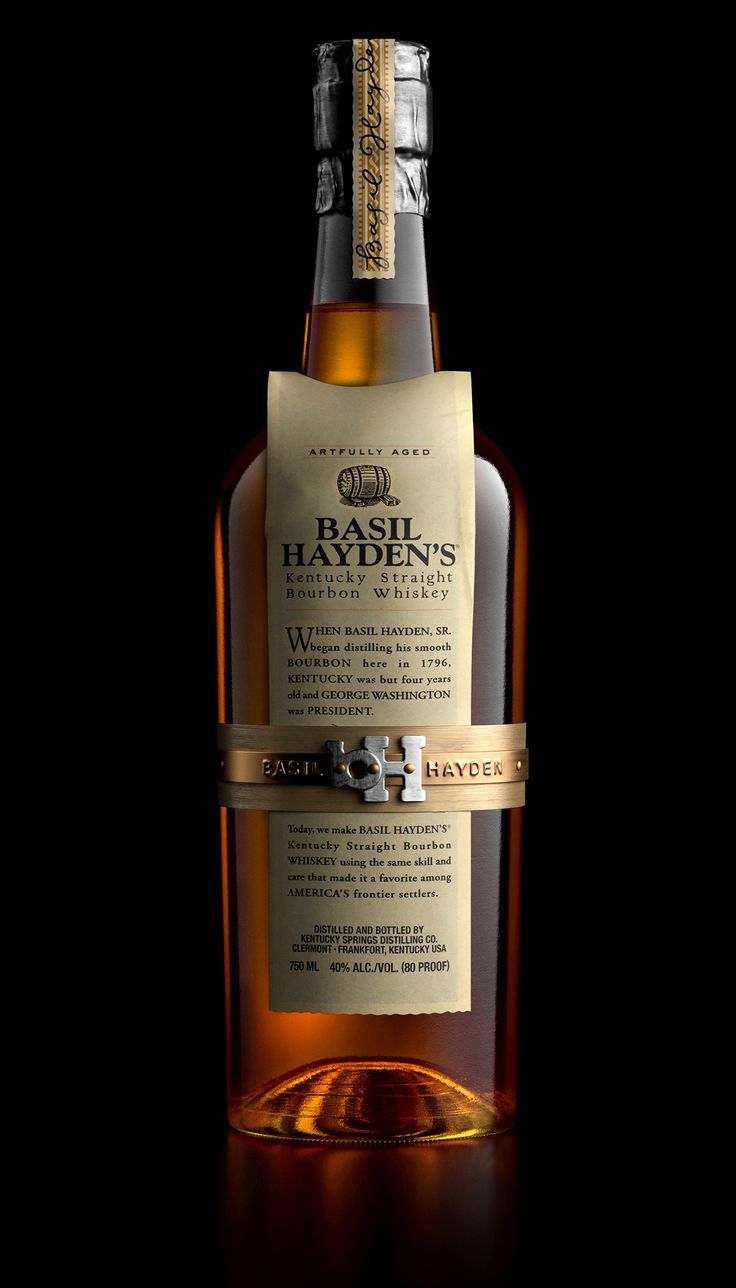 Basil Hayden
ARTFULLY AGED
BASIL
HAYDEN'S®
Kentucky Straight
Bourbon Whiskey
WHEN BASIL HAYDEN, SR.
began distilling his smooth
BOURBON here in 1796,
KENTUCKY was but four years
old and GEORGE WASHINGTON
was PRESIDENT.
BASIL bH HAYDEN
Today, we make BASIL HAYDEN'S®
Kentucky Straight Bourbon
WHISKEY using the same skill and
care that made it a favorite among
AMERICA'S frontier settlers.
DISTILLED AND BOTTLED BY
KENTUCKY SPRINGS DISTILLING CO.
CLERMONT • FRANKFORT, KENTUCKY USA
750 ML 40% ALC./VOL. (80 PROOF)